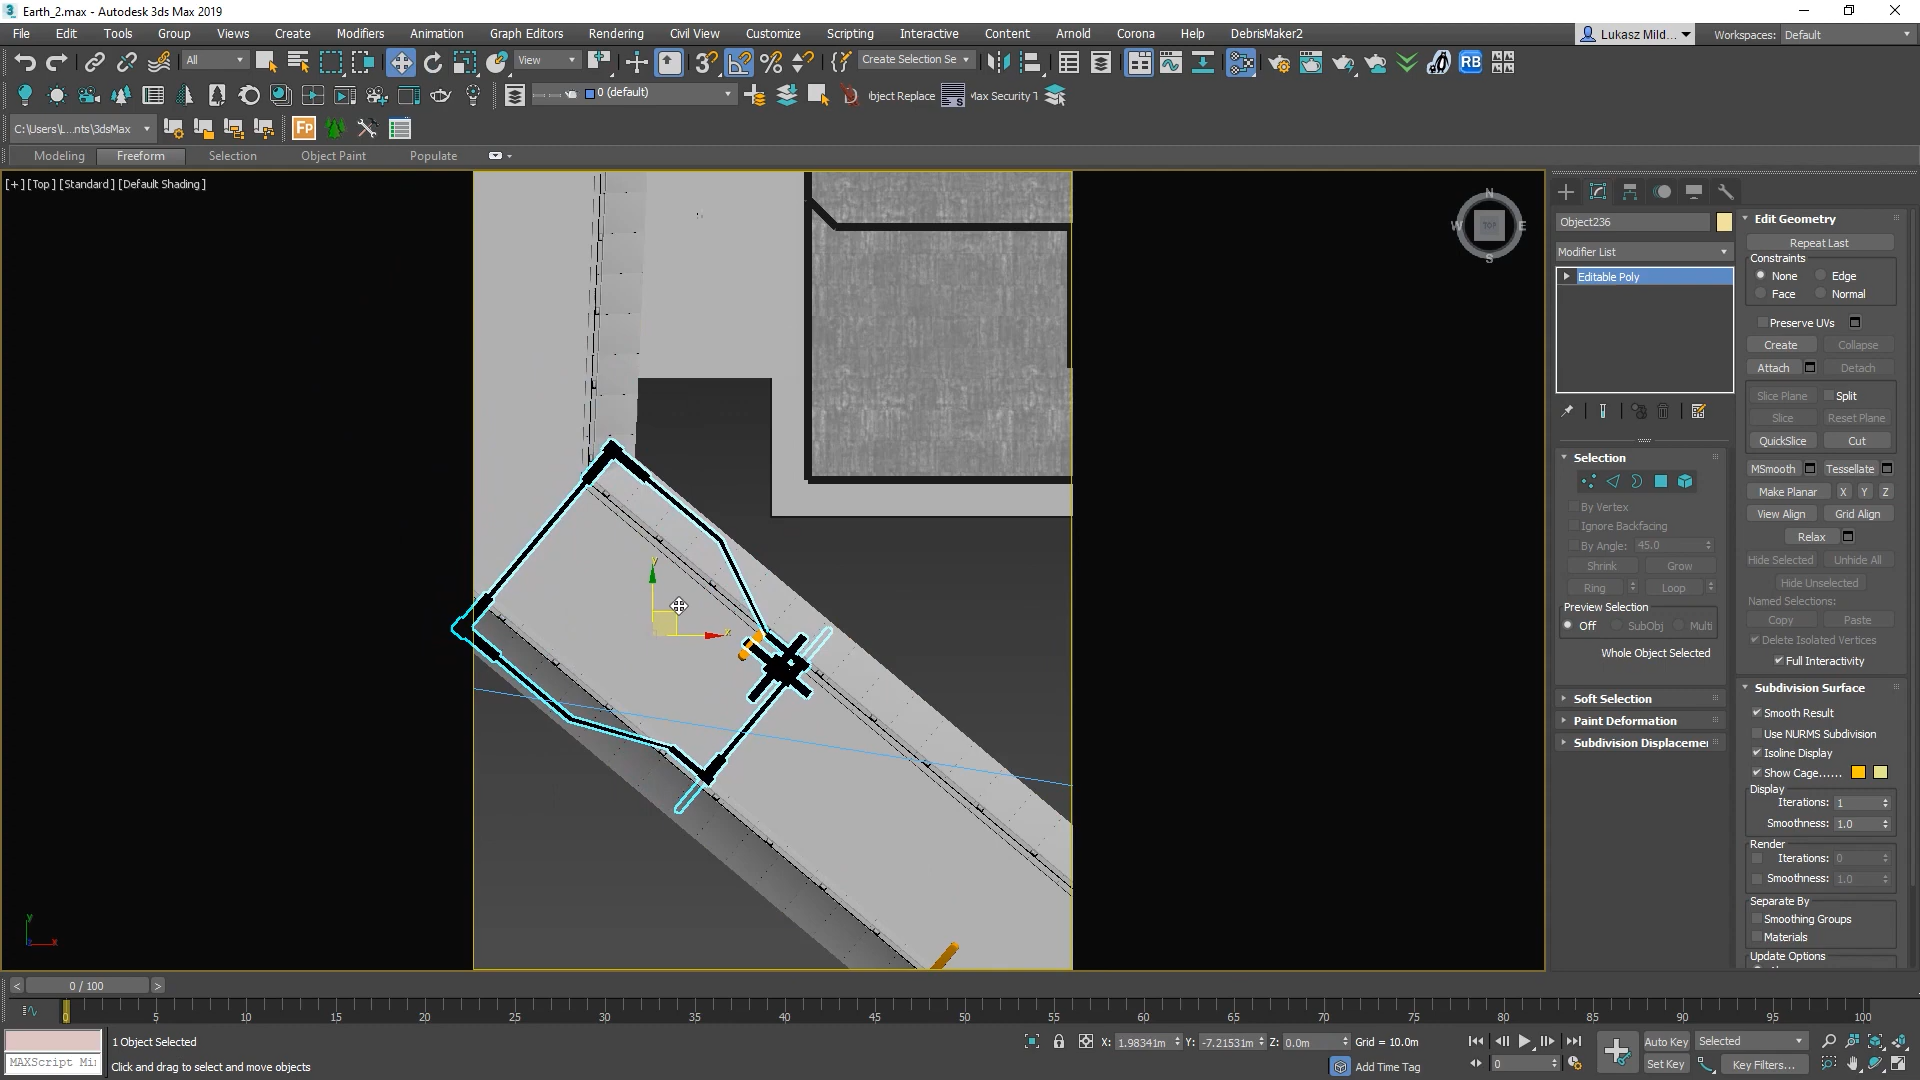 Earth_2.max - Autodesk 3ds Max 2019
File Edit Tools Group Views Create Modifiers Animation Graph Editors Rendering Civil View Customize Scripting Interactive Content Arnold Corona Help DebrisMaker2
Lukasz Mild... Workspaces: Default
All View Create Selection Se RB
0 (default) bject Replace S Max Security T
C:\Users\L...nts\3dsMax Fp
Modeling Freeform Selection Object Paint Populate
[+] [Top] [Standard] [Default Shading]
N
W TOP E
S
y
x
y
x
Object236
Modifier List
Editable Poly
Selection
By Vertex
Ignore Backfacing
By Angle: 45.0
Shrink Grow
Ring Loop
Preview Selection
Off SubObj Multi
Whole Object Selected
Soft Selection
Paint Deformation
Subdivision Displacemer
Edit Geometry
Repeat Last
Constraints
None Edge
Face Normal
Preserve UVs
Create Collapse
Attach Detach
Slice Plane Split
Slice Reset Plane
QuickSlice Cut
MSmooth Tessellate
Make Planar X Y Z
View Align Grid Align
Relax
Hide Selected Unhide All
Hide Unselected
Named Selections:
Copy Paste
Delete Isolated Vertices
Full Interactivity
Subdivision Surface
Smooth Result
Use NURMS Subdivision
Isoline Display
Show Cage......
Display
Iterations: 1
Smoothness: 1.0
Render
Iterations: 0
Smoothness: 1.0
Separate By
Smoothing Groups
Materials
Update Options
< 0 / 100 >
0 5 10 15 20 25 30 35 40 45 50 55 60 65 70 75 80 85 90 95 100
1 Object Selected X: 1.98341m Y: -7.21531m Z: 0.0m Grid = 10.0m Auto Key Selected
MAXScript Mi Click and drag to select and move objects Add Time Tag 0 Set Key Key Filters...